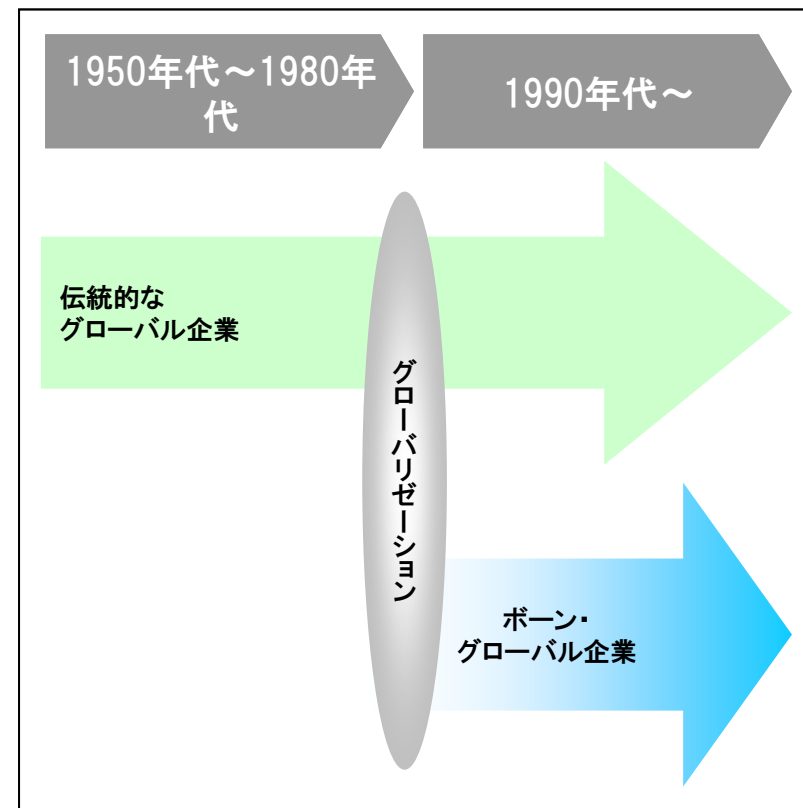 1950年代～1980年
代
1990年代～
伝統的な
グローバル企業
グローバリゼーション
ボーン・
グローバル企業